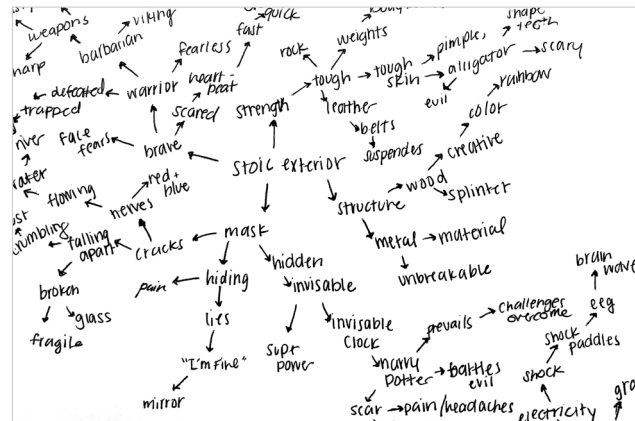 quick
shape
teeth
weapons
viking
barbarian
fearless
fast
weights
pimple,
rock
alligator
scary
tough
tough
skin
rainbow
heart-
beat
warrior
defeated
trapped
scared
strength
leather
evil
color
belts
face
fears
brave
suspendes
creative
stoic exterior
wood
splinter
red +
blue
flowing
nerves
structure
mask
falling
apart
cracks
metal
material
hidden
invisable
unbreakable
pain
hiding
broken
glass
fragile
lies
brain
wave
eeg
invisable
clock
prevails
challenges
overcome
shock
paddles
"I'm Fine"
super
power
harry
potter
battles
evil
shock
mirror
scar
pain/headaches
electricity